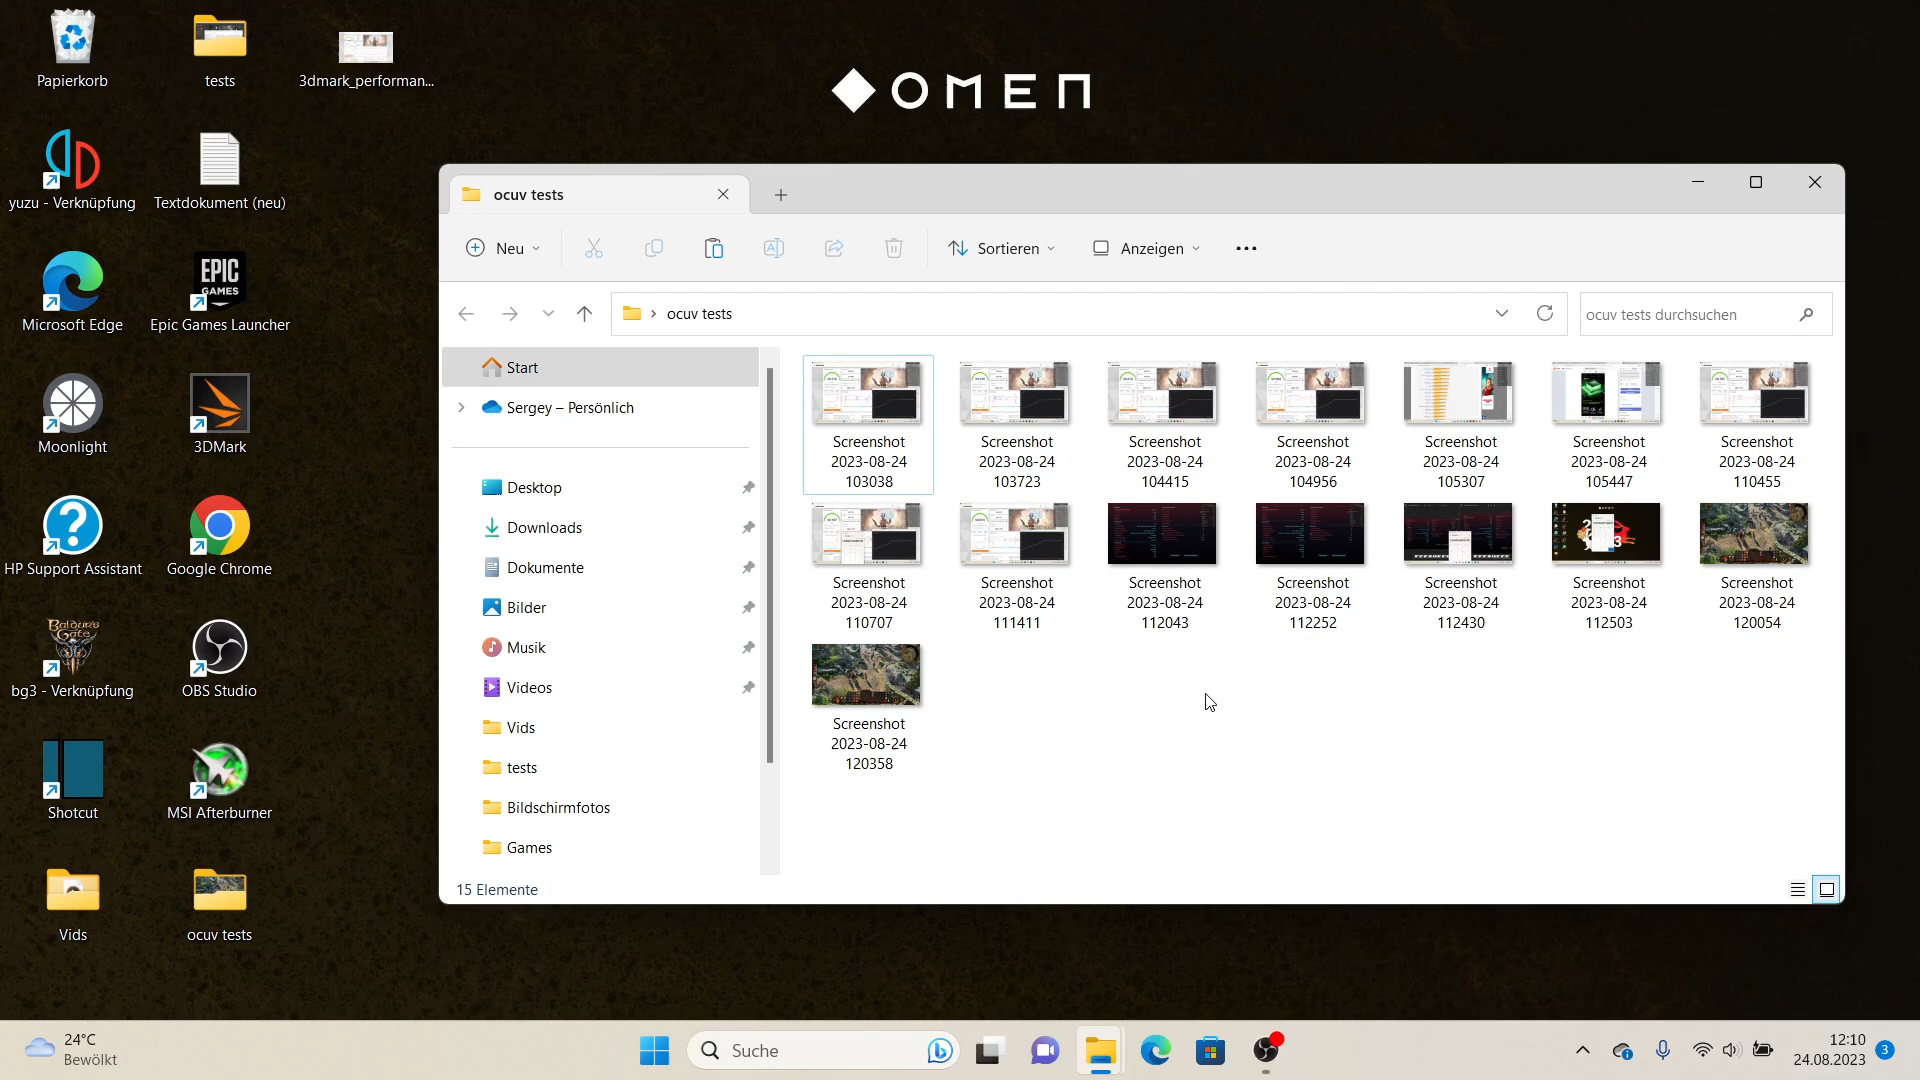 OMEN
Papierkorb
tests
3dmark_performan...
yuzu - Verknüpfung
Textdokument (neu)
Microsoft Edge
EPIC
GAMES
Epic Games Launcher
Moonlight
3DMark
HP Support Assistant
Google Chrome
BALDUR'S
GATE
bg3 - Verknüpfung
OBS Studio
Shotcut
MSI Afterburner
Vids
ocuv tests
ocuv tests
Neu
Sortieren
Anzeigen
ocuv tests
ocuv tests durchsuchen
Start
Sergey – Persönlich
Desktop
Downloads
Dokumente
Bilder
Musik
Videos
Vids
tests
Bildschirmfotos
Games
Screenshot
2023-08-24
103038
Screenshot
2023-08-24
103723
Screenshot
2023-08-24
104415
Screenshot
2023-08-24
104956
Screenshot
2023-08-24
105307
Screenshot
2023-08-24
105447
Screenshot
2023-08-24
110455
Screenshot
2023-08-24
110707
Screenshot
2023-08-24
111411
Screenshot
2023-08-24
112043
Screenshot
2023-08-24
112252
Screenshot
2023-08-24
112430
Screenshot
2023-08-24
112503
Screenshot
2023-08-24
120054
Screenshot
2023-08-24
120358
15 Elemente
24°C
Bewölkt
Suche
12:10
24.08.2023
3